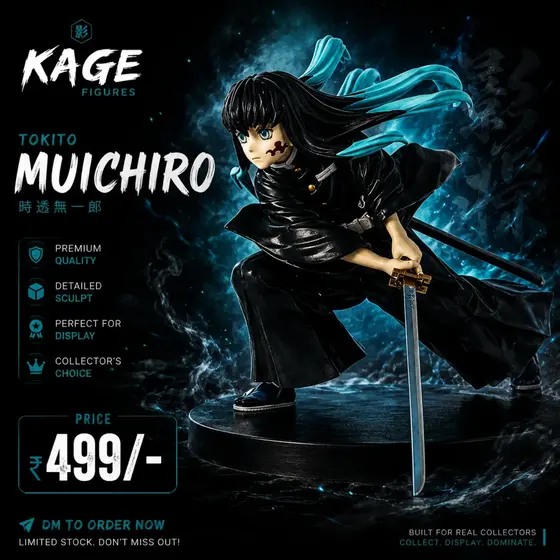 影
KAGE
FIGURES
TOKITO
MUICHIRO
時透無一郎
PREMIUM
QUALITY
DETAILED
SCULPT
PERFECT FOR
DISPLAY
COLLECTOR'S
CHOICE
PRICE
₹499/-
DM TO ORDER NOW
LIMITED STOCK. DON'T MISS OUT!
BUILT FOR REAL COLLECTORS
COLLECT. DISPLAY. DOMINATE.